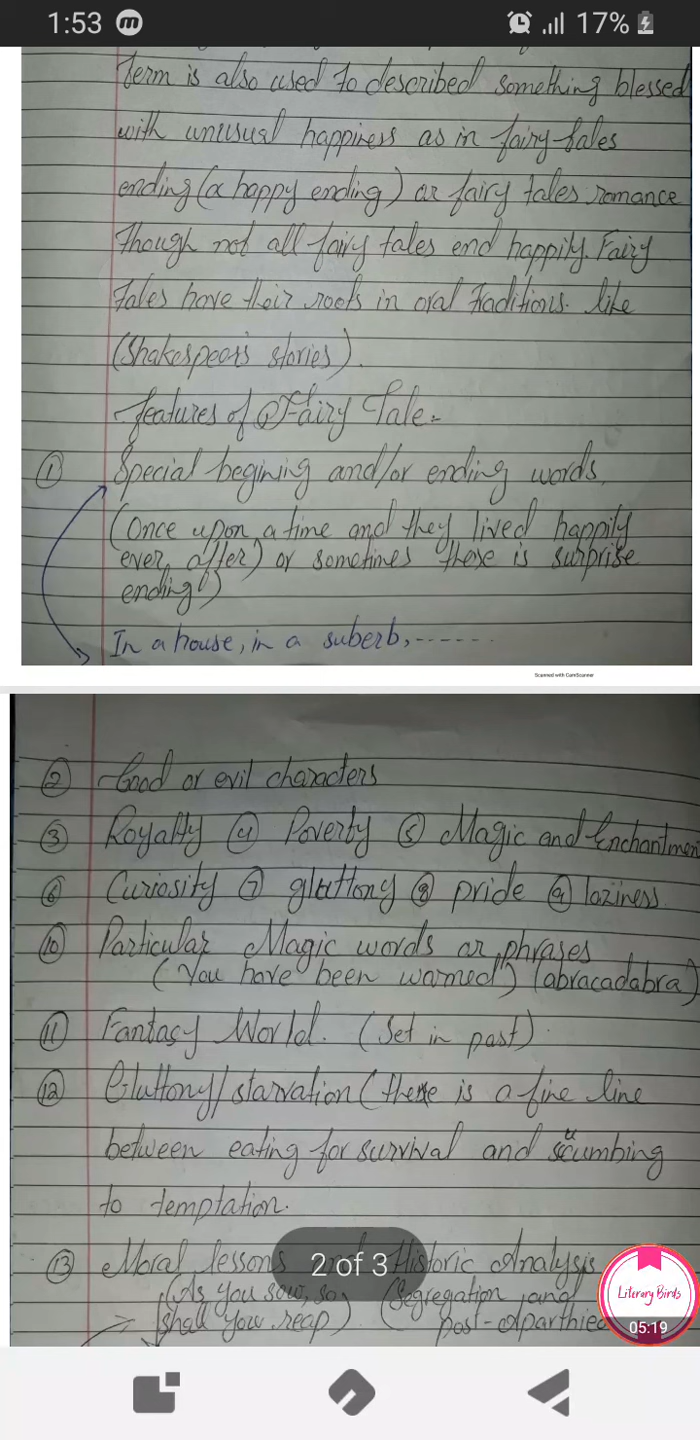 1:53 m 17%
Term is also used to described something blessed
with unusual happiness as in fairy tales
ending (a happy ending) or fairy tales romance
Though not all fairy tales end happily. Fairy
Tales have their roots in oral Traditions. like
(Shakespear's stories).
Features of Fairy Tale:-
① Special begining and/or ending words.
(Once upon a time and they lived happily
ever after) or sometimes there is surprise
ending!)
In a house, in a suberb, ------
Scanned with CamScanner
② Good or evil characters
③ Royalty ④ Poverty ⑤ Magic and Enchantmen
⑥ Curiosity ⑦ gluttony ⑧ pride ⑨ laziness
⑩ Particular Magic words or phrases
(You have been warned) (abracadabra)
⑪ Fantasy World. (Set in past).
⑫ Gluttony/starvation (there is a fine line
between eating for survival and sucumbing
to temptation.
⑬ Moral lessons and Historic Analysis
2 of 3
(As you sow, so (Segregation and
shall you reap) post-Aparthied
Literary Birds
05:19